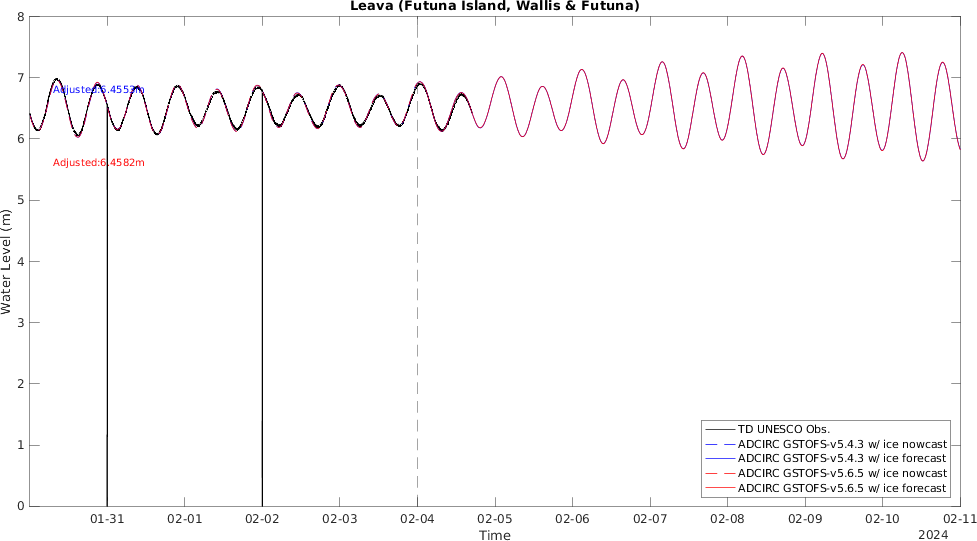 Leava (Futuna Island, Wallis & Futuna)
8
7
6
5
4
3
2
1
0
Water Level (m)
Adjusted:6.4553m
Adjusted:6.4582m
TD UNESCO Obs.
ADCIRC GSTOFS-v5.4.3 w/ ice nowcast
ADCIRC GSTOFS-v5.4.3 w/ ice forecast
ADCIRC GSTOFS-v5.6.5 w/ ice nowcast
ADCIRC GSTOFS-v5.6.5 w/ ice forecast
01-31 02-01 02-02 02-03 02-04 02-05 02-06 02-07 02-08 02-09 02-10 02-11
Time
2024